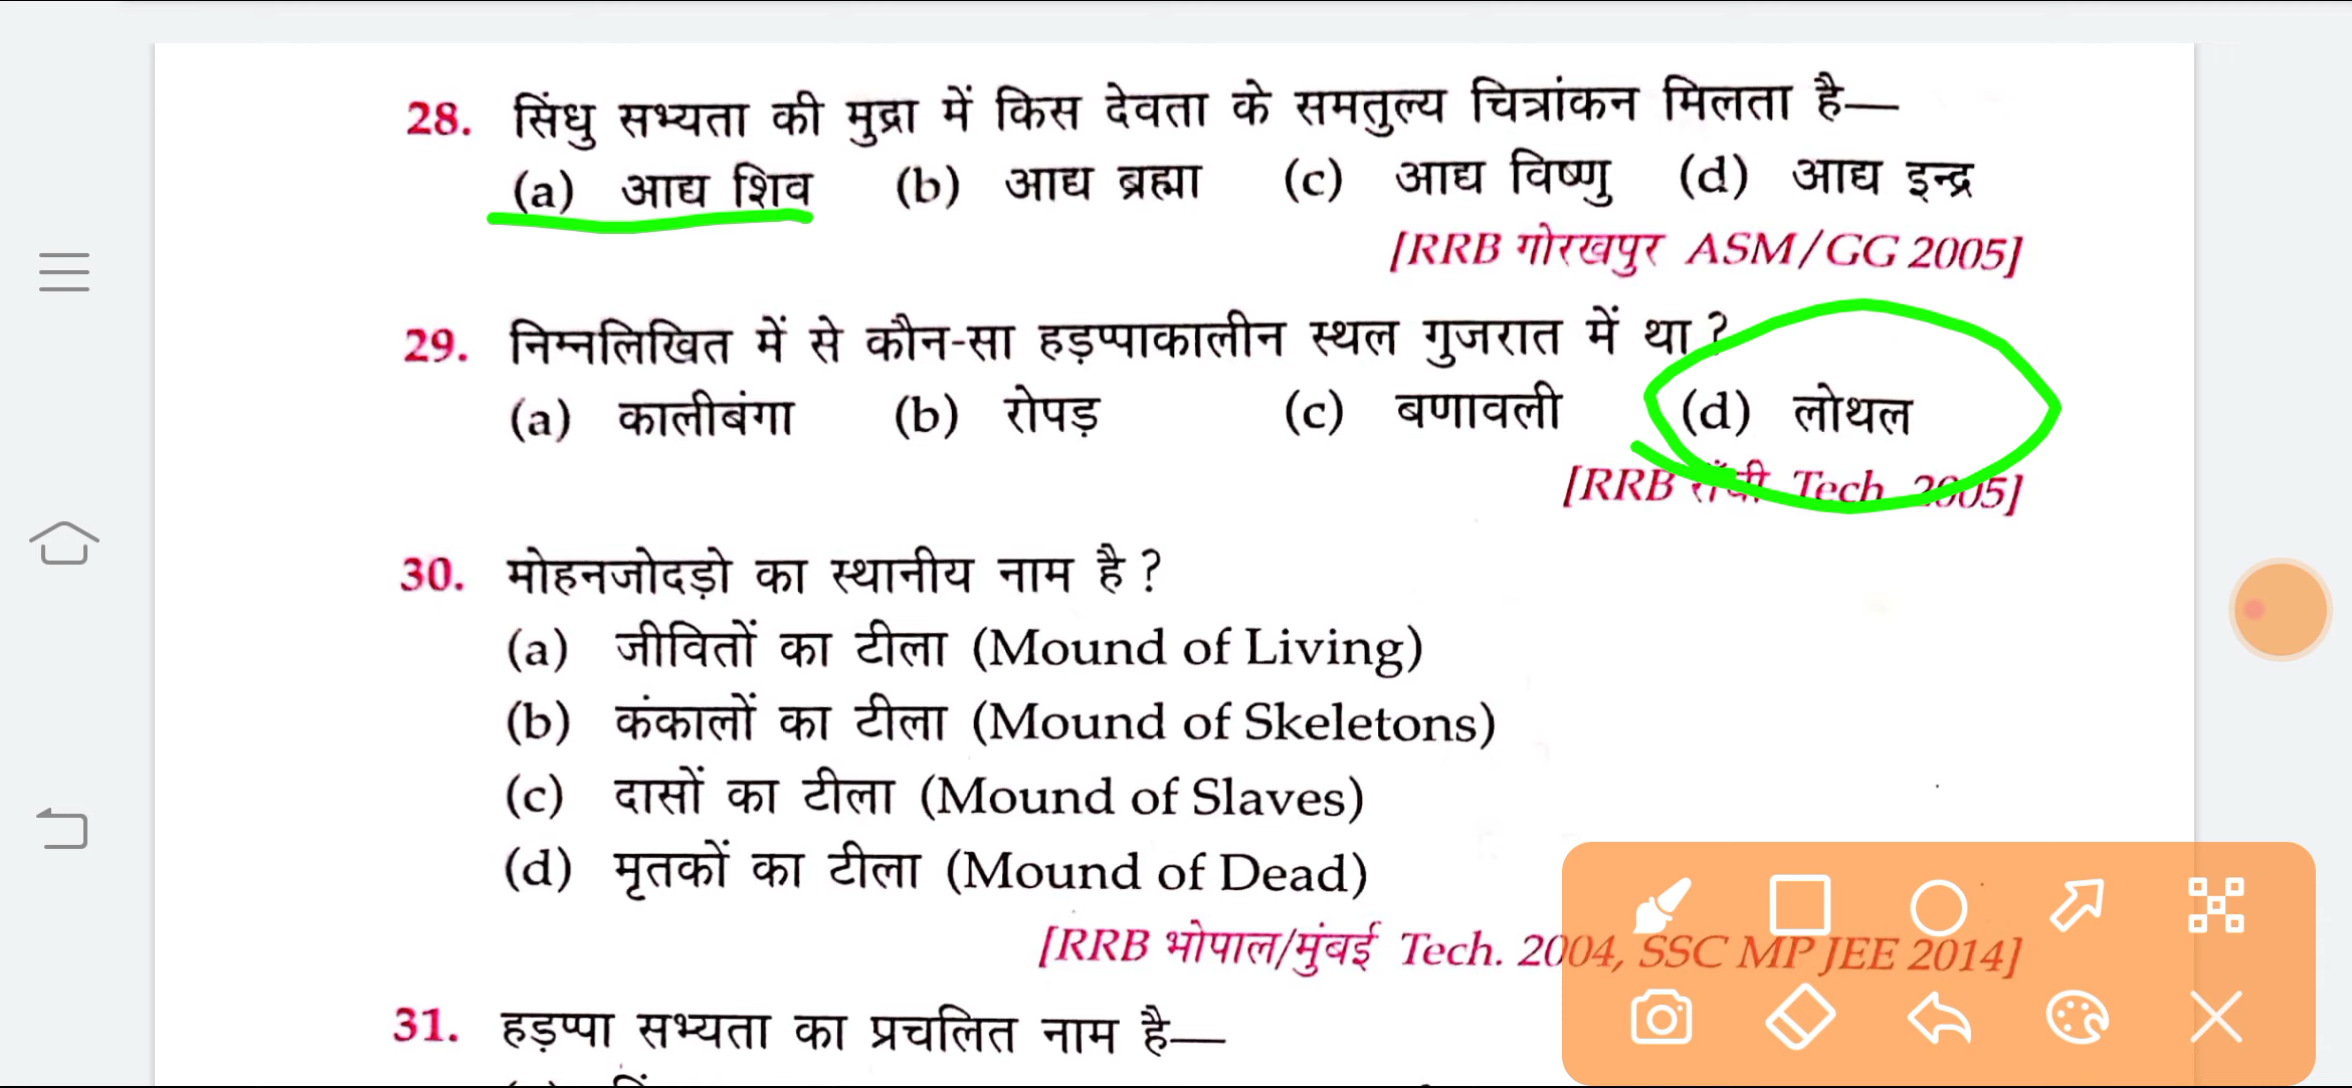 28. सिंधु सभ्यता की मुद्रा में किस देवता के समतुल्य चित्रांकन मिलता है—
(a) आद्य शिव (b) आद्य ब्रह्मा (c) आद्य विष्णु (d) आद्य इन्द्र
[RRB गोरखपुर ASM/GG 2005]
29. निम्नलिखित में से कौन-सा हड़प्पाकालीन स्थल गुजरात में था ?
(a) कालीबंगा (b) रोपड़ (c) बणावली (d) लोथल
[RRB राँची Tech. 2005]
30. मोहनजोदड़ो का स्थानीय नाम है ?
(a) जीवितों का टीला (Mound of Living)
(b) कंकालों का टीला (Mound of Skeletons)
(c) दासों का टीला (Mound of Slaves)
(d) मृतकों का टीला (Mound of Dead)
[RRB भोपाल/मुंबई Tech. 2004, SSC MP JEE 2014]
31. हड़प्पा सभ्यता का प्रचलित नाम है—